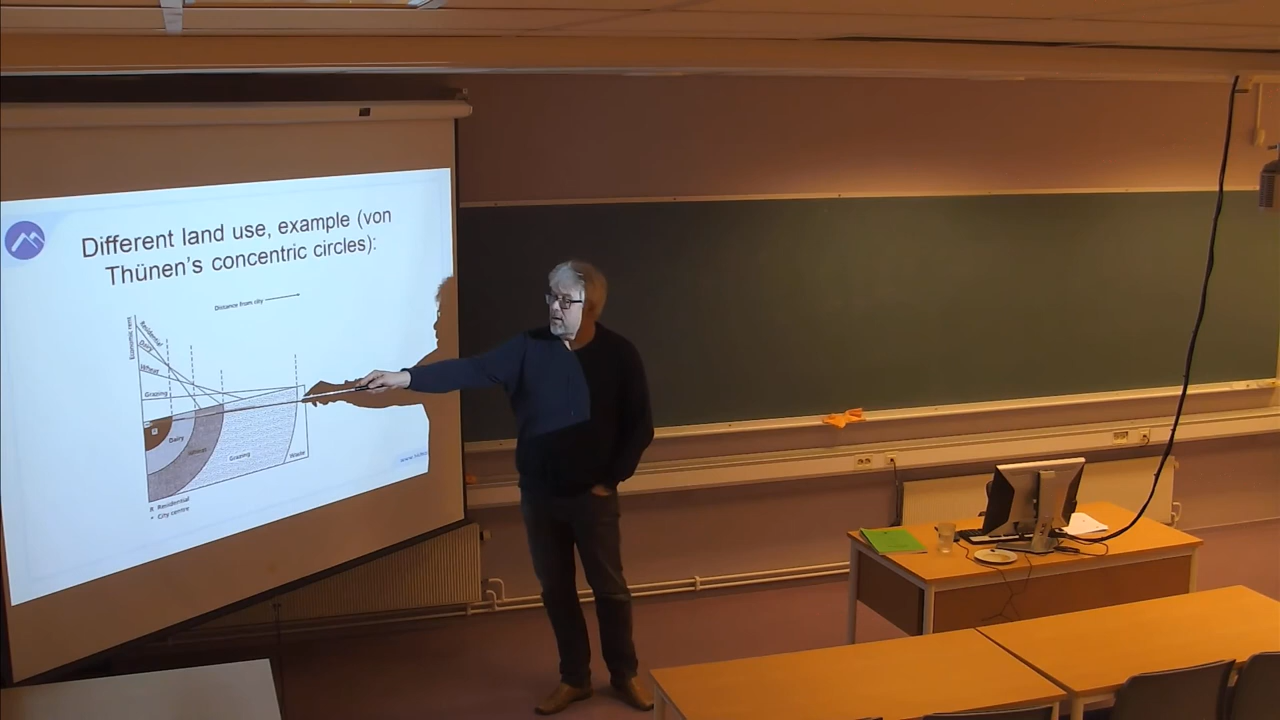 Different land use, example (von
Thünen's concentric circles):
Distance from city
Economic rent
Residential
Dairy
Wheat
Grazing
R
Dairy
Wheat
Grazing
Waste
R Residential
* City centre